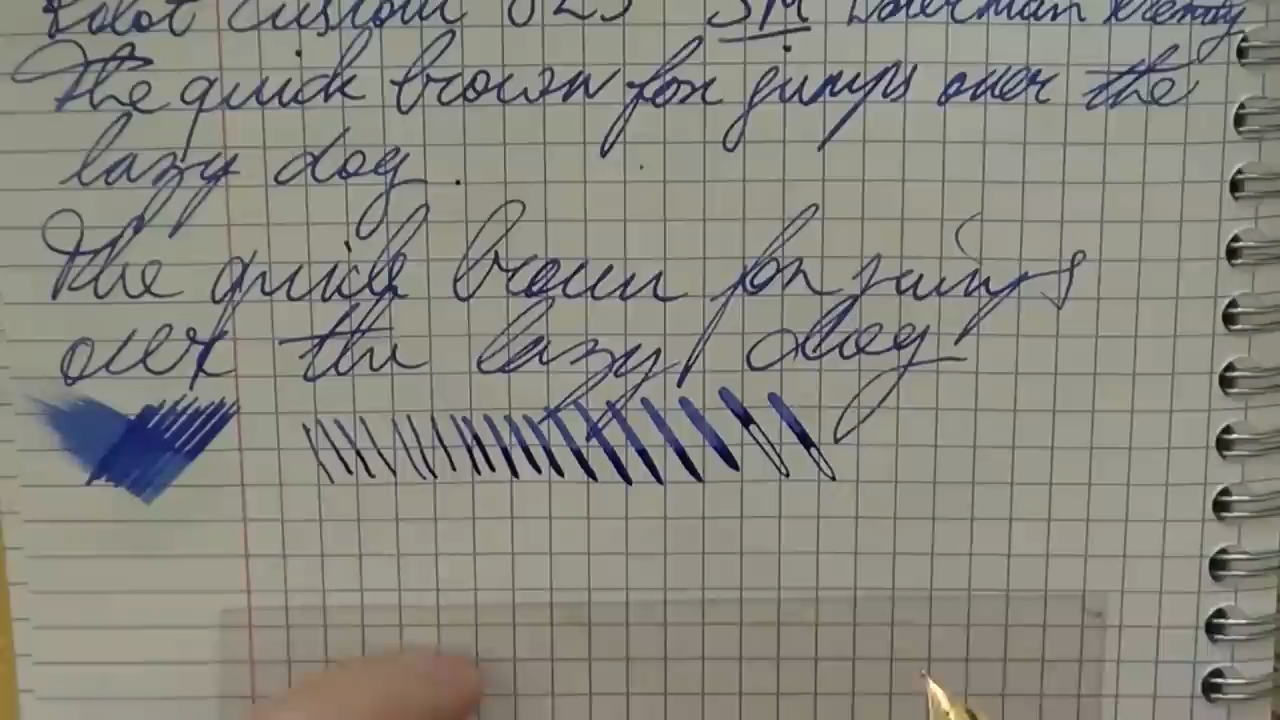 Pilot Custom 823 SM Waterman Serenity
The quick brown fox jumps over the
lazy dog.
The quick brown fox jumps
over the lazy dog